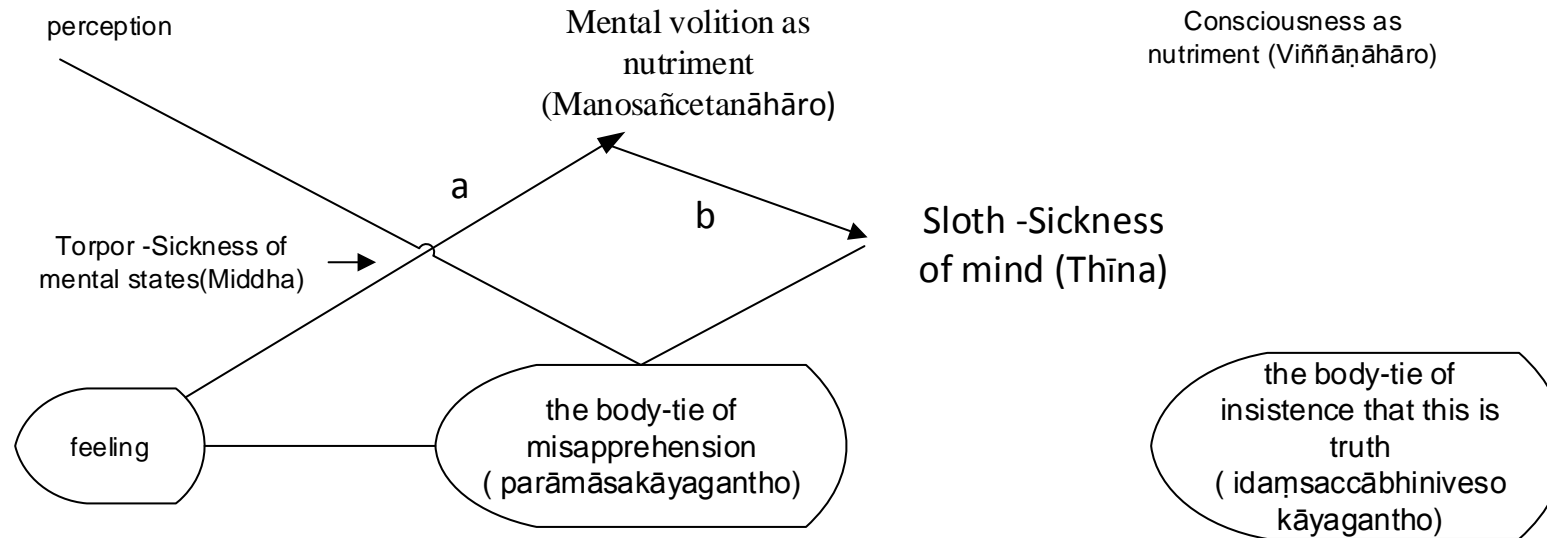 perception
Mental volition as
nutriment
(Manosañcetanāhāro)
Consciousness as
nutriment (Viññāṇāhāro)
a
b
Torpor -Sickness of
mental states(Middha)
Sloth -Sickness
of mind (Thīna)
feeling
the body-tie of
misapprehension
( parāmāsakāyagantho)
the body-tie of
insistence that this is
truth
( idaṃsaccābhiniveso
kāyagantho)